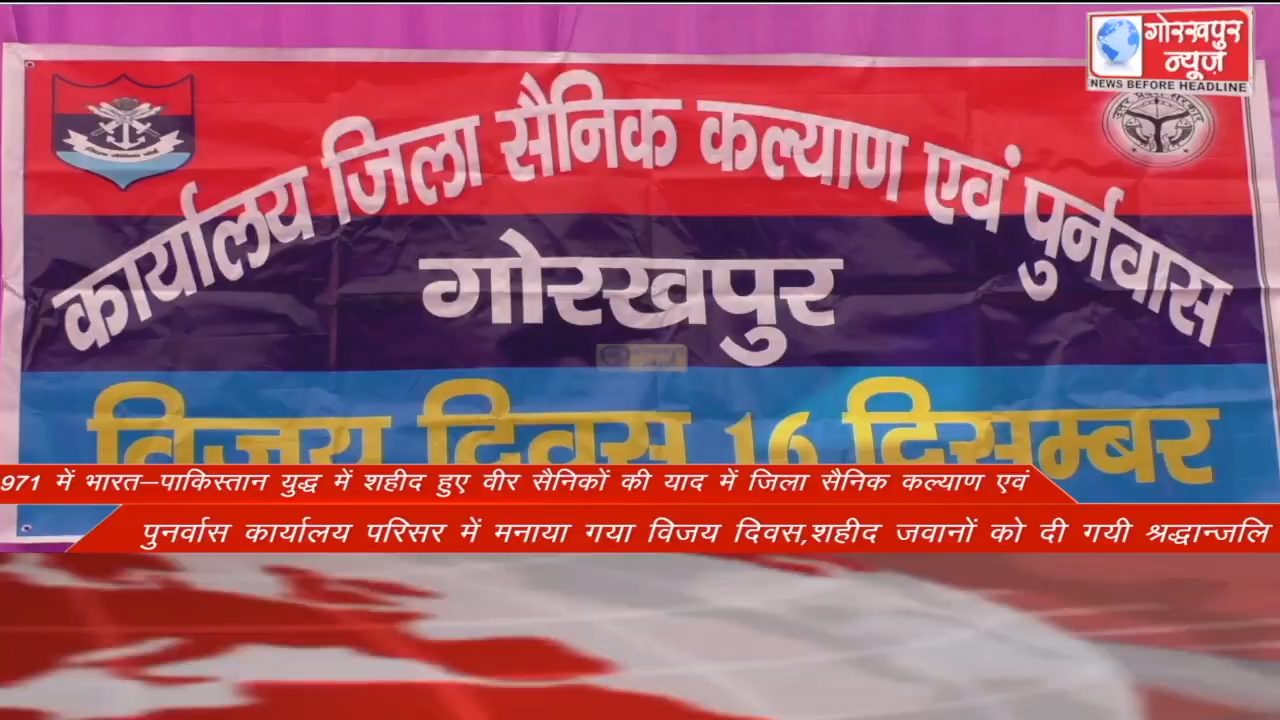 गोरखपुर
न्यूज़
NEWS BEFORE HEADLINE
कार्यालय जिला सैनिक कल्याण एवं पुर्नवास
गोरखपुर
विजय दिवस 16 दिसम्बर
971 में भारत–पाकिस्तान युद्ध में शहीद हुए वीर सैनिकों की याद में जिला सैनिक कल्याण एवं
पुनर्वास कार्यालय परिसर में मनाया गया विजय दिवस,शहीद जवानों को दी गयी श्रद्धान्जलि